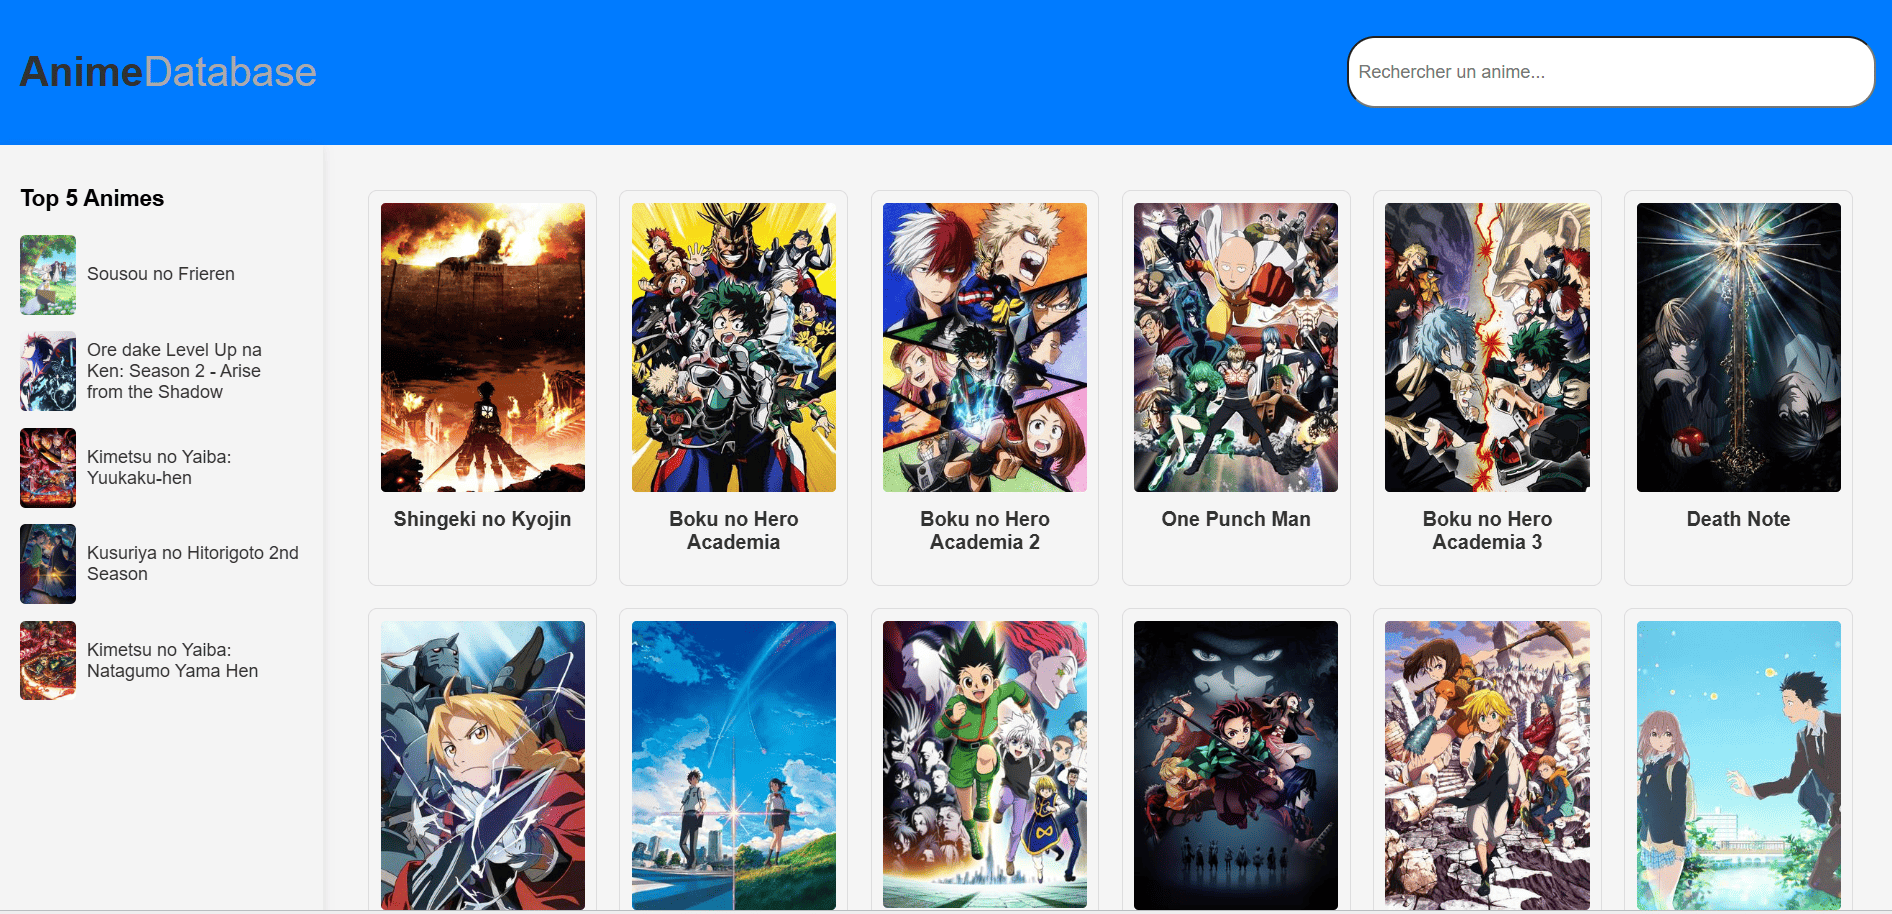 AnimeDatabase
Rechercher un anime...
Top 5 Animes
Sousou no Frieren
Ore dake Level Up na
Ken: Season 2 - Arise
from the Shadow
Kimetsu no Yaiba:
Yuukaku-hen
Kusuriya no Hitorigoto 2nd
Season
Kimetsu no Yaiba:
Natagumo Yama Hen
Shingeki no Kyojin
Boku no Hero
Academia
Boku no Hero
Academia 2
One Punch Man
Boku no Hero
Academia 3
Death Note